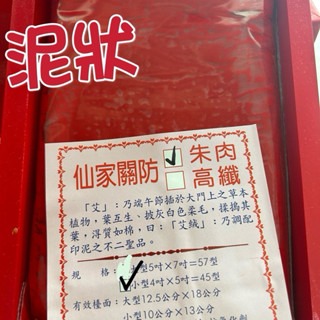 泥狀
仙家關防 ☑朱肉
□高纖
「艾」：乃端午節插於大門上之草本
植物，葉互生、披灰白色柔毛，揉搗其
葉，得質如棉，曰：「艾絨」：乃調配
印泥之不二聖品。
規　格：型5吋×7吋＝57型
小型4吋×5吋＝45型
有效檯面：大型12.5公分×18公分
小型10公分×13公分